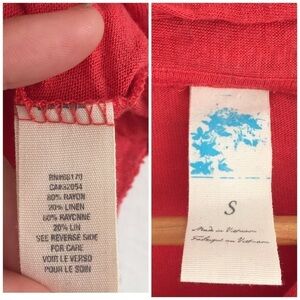 RN#66170
CA#32054
80% RAYON
20% LINEN
80% RAYONNE
20% LIN
SEE REVERSE SIDE
FOR CARE
VOIR LE VERSO
POUR LE SOIN
S
Made in Vietnam
Fabriqué au Vietnam